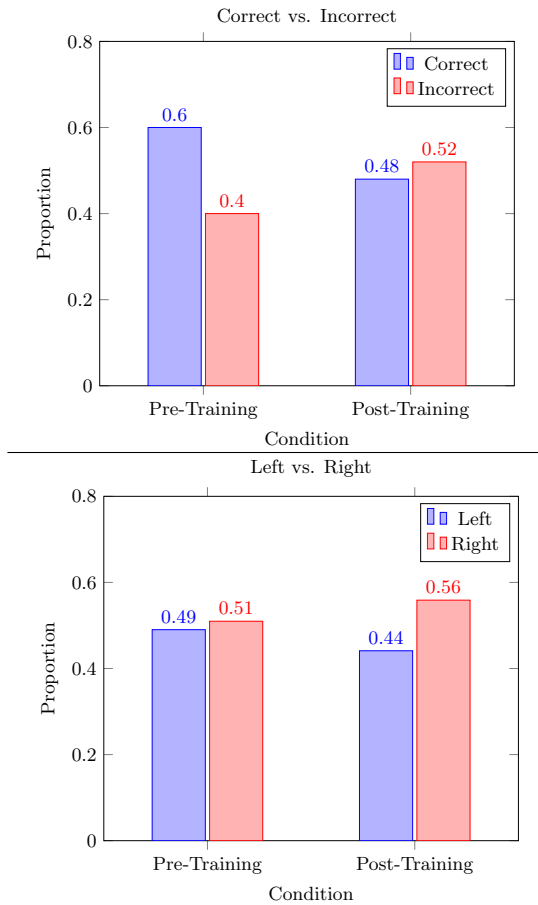 Correct vs. Incorrect
0.8
Correct
Incorrect
0.6
0.6
0.52
0.48
0.4
0.4
0.2
0
Proportion
Pre-Training
Post-Training
Condition
Left vs. Right
0.8
Left
Right
0.6
0.49
0.51
0.44
0.56
0.4
0.2
0
Proportion
Pre-Training
Post-Training
Condition